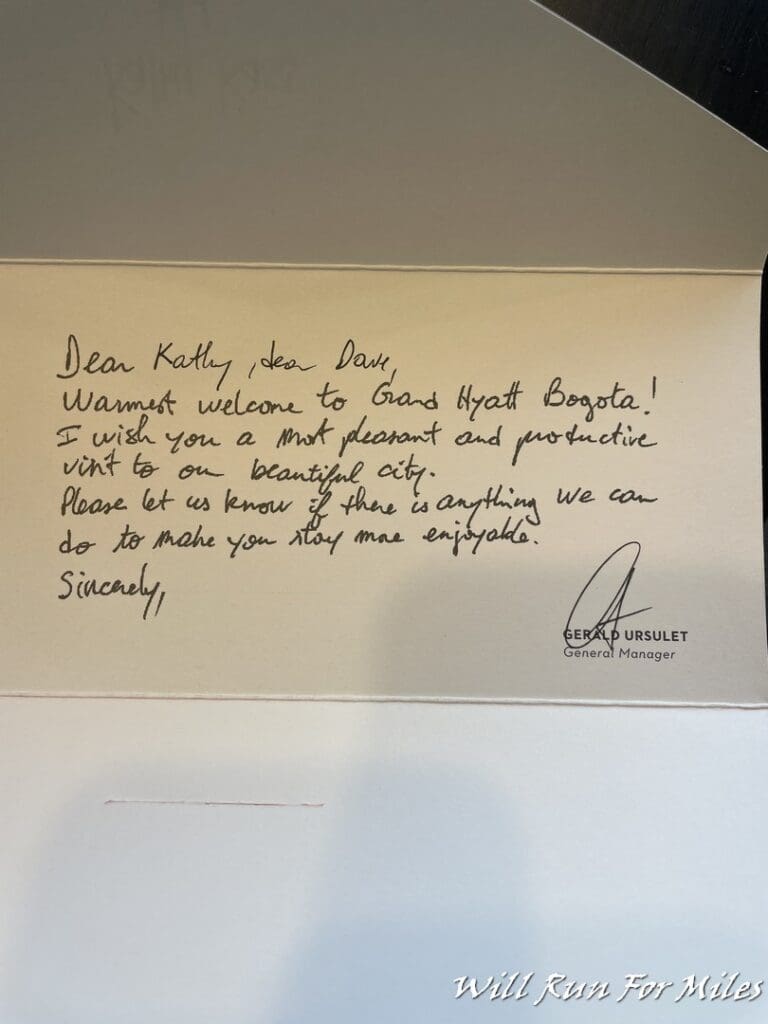 Dear Kathy, dear Dave,
Warmest welcome to Grand Hyatt Bogota!
I wish you a most pleasant and productive
visit to our beautiful city.
Please let us know if there is anything we can
do to make you stay more enjoyable.
Sincerely,
GERALD URSULET
General Manager
Will Run For Miles